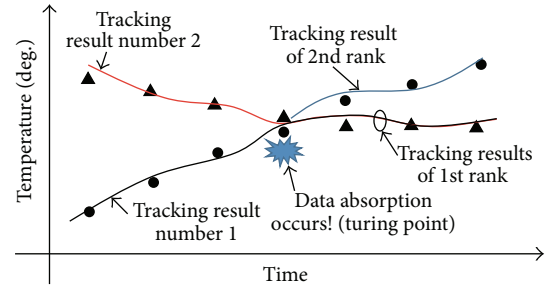 Tracking
result number 2
Tracking
result of
2nd rank
Temperature (deg.)
Tracking results
of 1st rank
Tracking result
number 1
Data absorption
occurs! (turing point)
Time